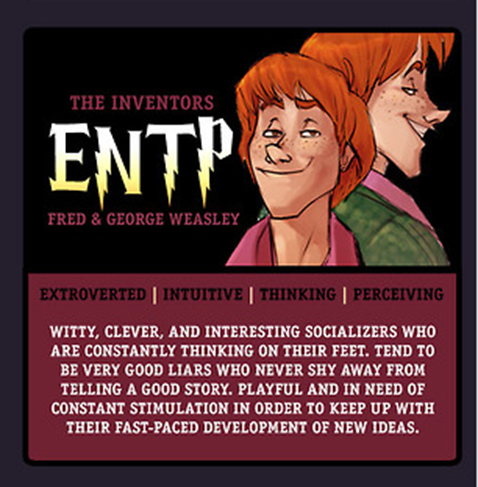 THE INVENTORS
ENTP
FRED & GEORGE WEASLEY
EXTROVERTED | INTUITIVE | THINKING | PERCEIVING
WITTY, CLEVER, AND INTERESTING SOCIALIZERS WHO
ARE CONSTANTLY THINKING ON THEIR FEET. TEND TO
BE VERY GOOD LIARS WHO NEVER SHY AWAY FROM
TELLING A GOOD STORY. PLAYFUL AND IN NEED OF
CONSTANT STIMULATION IN ORDER TO KEEP UP WITH
THEIR FAST-PACED DEVELOPMENT OF NEW IDEAS.